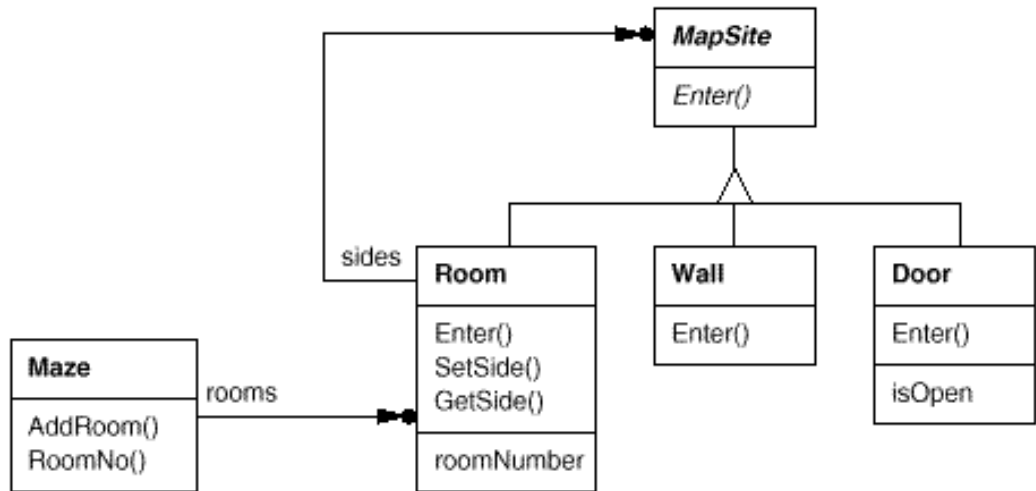 MapSite
Enter()
sides
Room
Enter()
SetSide()
GetSide()
roomNumber
Wall
Enter()
Door
Enter()
isOpen
Maze
AddRoom()
RoomNo()
rooms